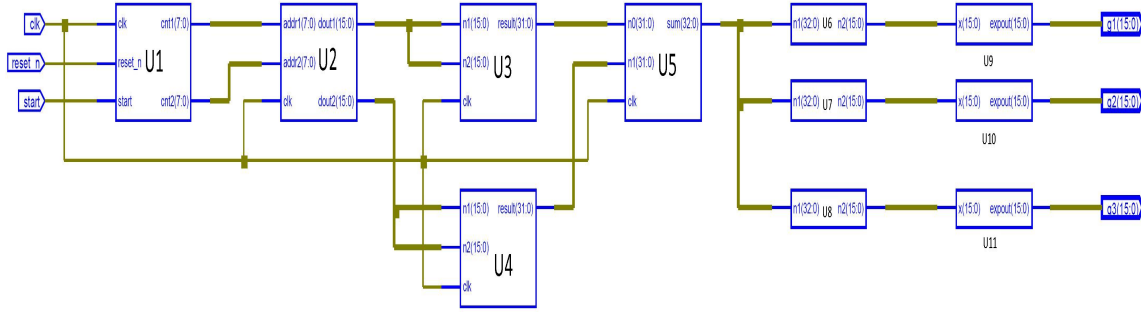 clk
reset_n
start
clk
reset_n
start
cnt1(7:0)
cnt2(7:0)
U1
addr1(7:0)
addr2(7:0)
clk
dout1(15:0)
dout2(15:0)
U2
n1(15:0)
n2(15:0)
clk
result(31:0)
U3
n1(15:0)
n2(15:0)
clk
result(31:0)
U4
n0(31:0)
n1(31:0)
clk
sum(32:0)
U5
n1(32:0) U6 n2(15:0)
x(15:0) expout(15:0)
U9
g1(15:0)
n1(32:0) U7 n2(15:0)
x(15:0) expout(15:0)
U10
g2(15:0)
n1(32:0) U8 n2(15:0)
x(15:0) expout(15:0)
U11
g3(15:0)